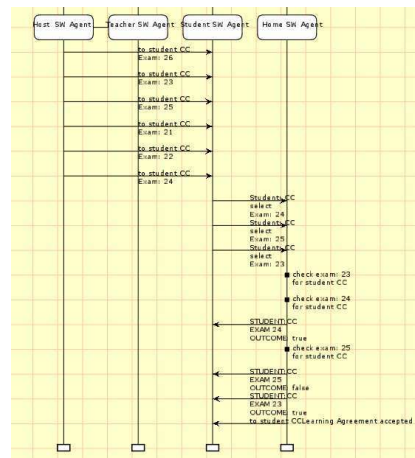 Host SW Agent Teacher SW Agent Student SW Agent Home SW Agent
to student CC
Exam: 26
to student CC
Exam: 23
to student CC
Exam: 25
to student CC
Exam: 21
to student CC
Exam: 22
to student CC
Exam: 24
Student: CC
select
Exam: 24
Student: CC
select
Exam: 25
Student: CC
select
Exam: 23
check exam: 23
for student CC
check exam: 24
for student CC
STUDENT:CC
EXAM 24
OUTCOME: true
check exam: 25
for student CC
STUDENT:CC
EXAM 25
OUTCOME: false
STUDENT:CC
EXAM 23
OUTCOME: true
to student CCLearning Agreement accepted